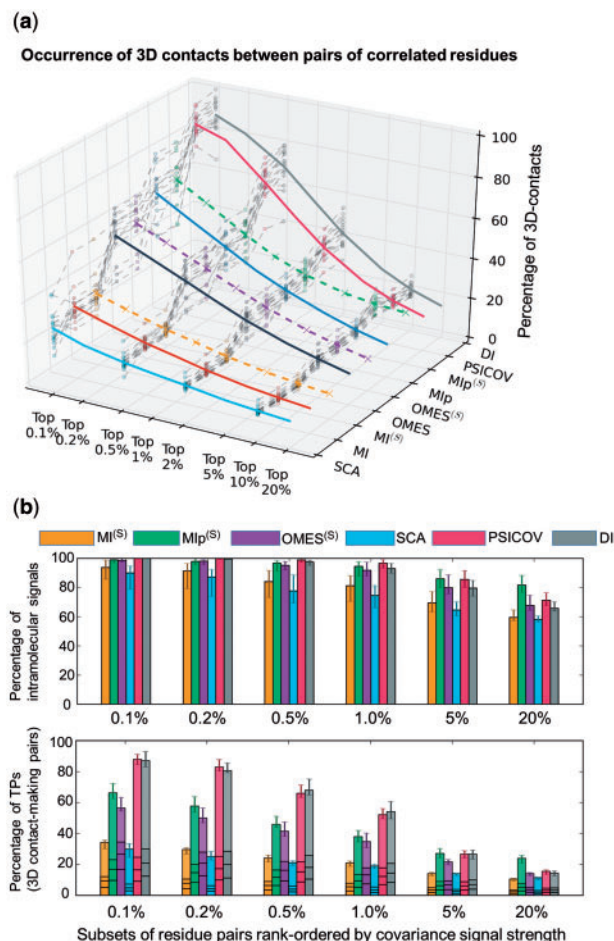 (a)
Occurrence of 3D contacts between pairs of correlated residues
100
80
60
40
20
0
Percentage of 3D-contacts
DI
PSICOV
MIp(S)
MIp
OMES(S)
OMES
MI(S)
MI
SCA
Top 0.1%
Top 0.2%
Top 0.5%
Top 1%
Top 2%
Top 5%
Top 10%
Top 20%
(b)
MI(S) MIp(S) OMES(S) SCA PSICOV DI
Percentage of
intramolecular signals
100
80
60
40
20
0
0.1% 0.2% 0.5% 1.0% 5% 20%
Percentage of TPs
(3D contact-making pairs)
100
80
60
40
20
0
0.1% 0.2% 0.5% 1.0% 5% 20%
Subsets of residue pairs rank-ordered by covariance signal strength